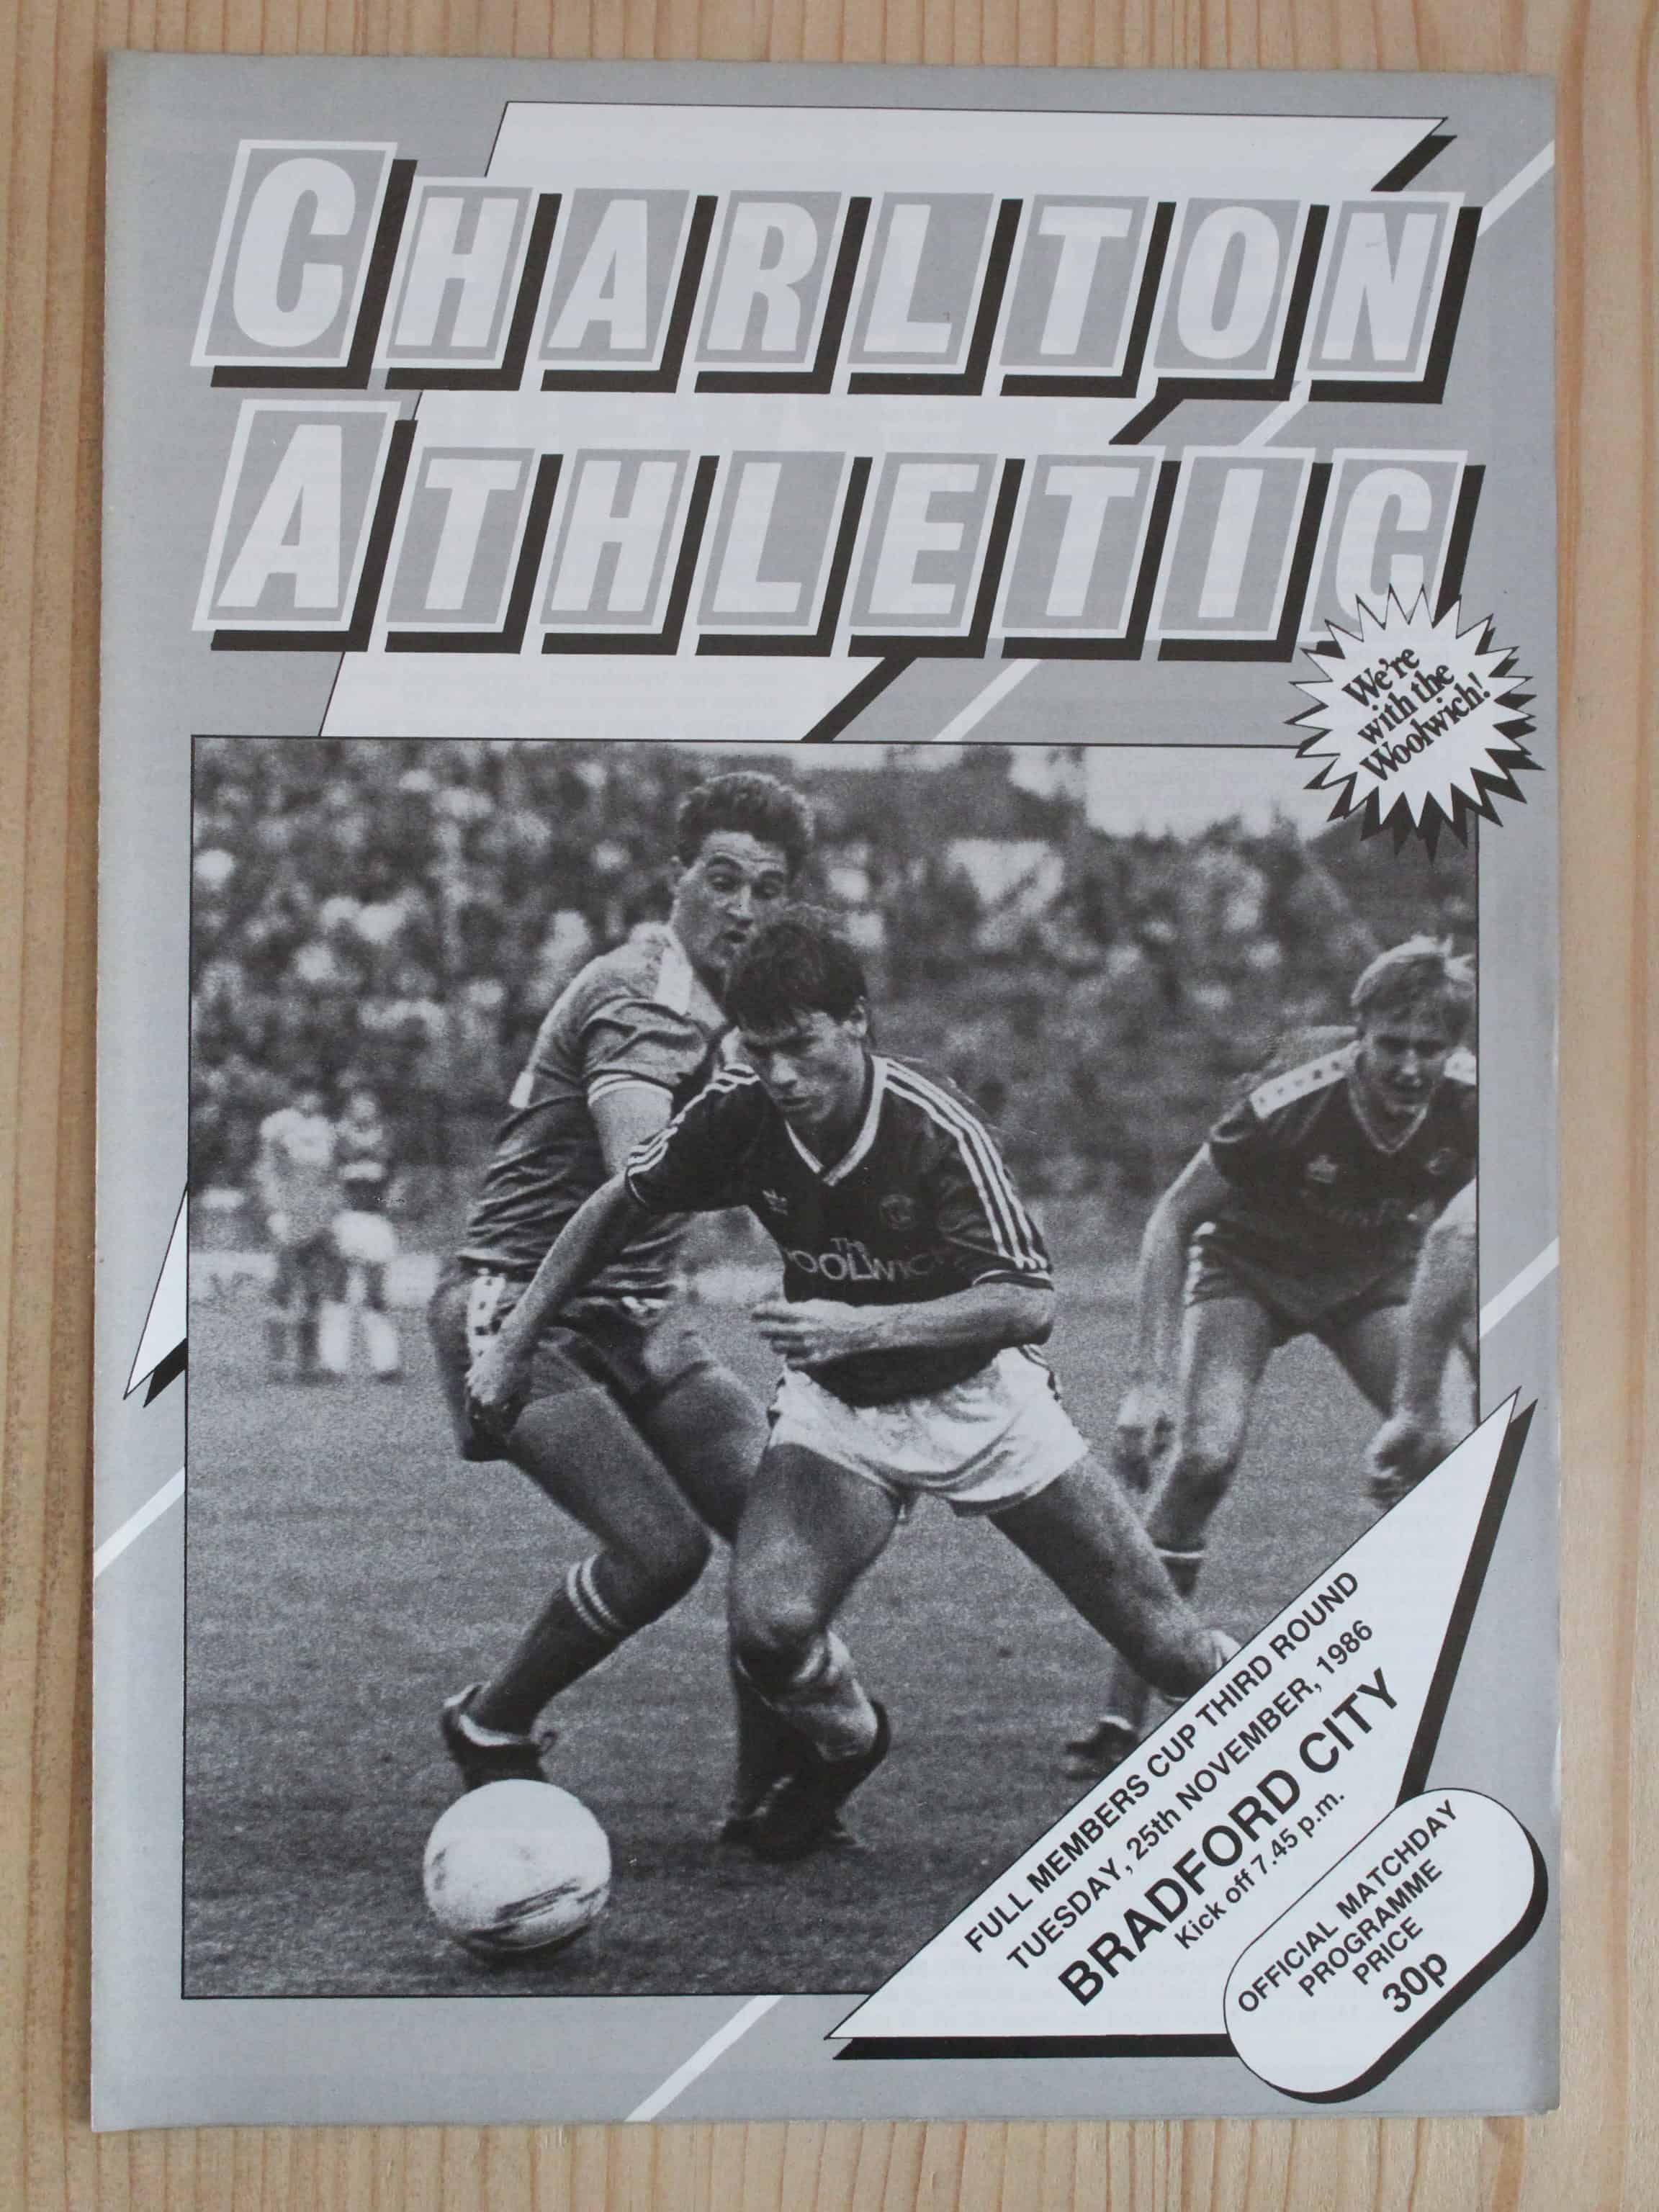 CHARLTON
ATHLETIC
We're
with the
Woolwich!
THE
WOOLWICH
FULL MEMBERS CUP THIRD ROUND
TUESDAY, 25th NOVEMBER, 1986
BRADFORD CITY
Kick off 7.45 p.m.
OFFICIAL MATCHDAY
PROGRAMME
PRICE
30p